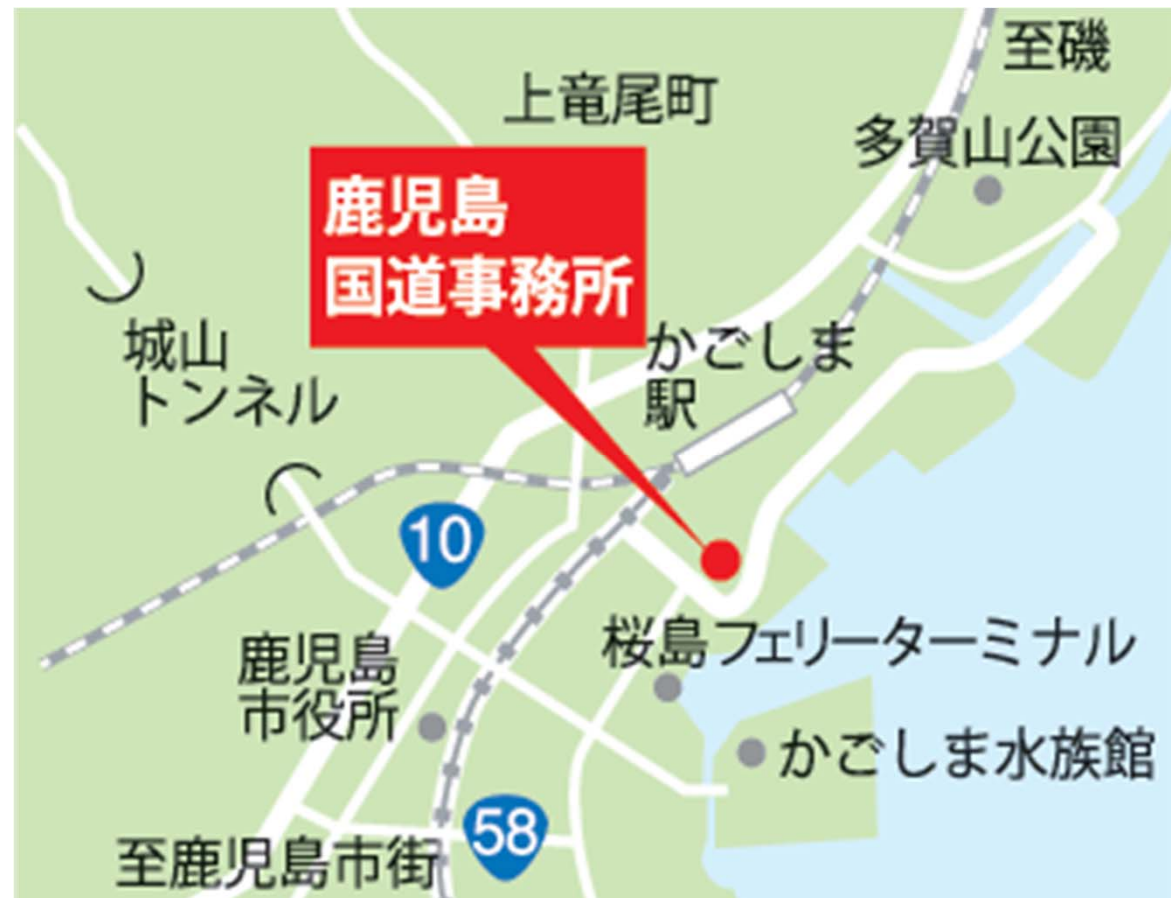 至磯
上竜尾町
多賀山公園
鹿児島
国道事務所
城山
トンネル
かごしま
駅
10
鹿児島
市役所
桜島フェリーターミナル
かごしま水族館
58
至鹿児島市街